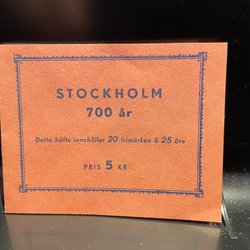 STOCKHOLM
700 år
Detta häfte innehåller 20 frimärken à 25 öre
PRIS 5 KR